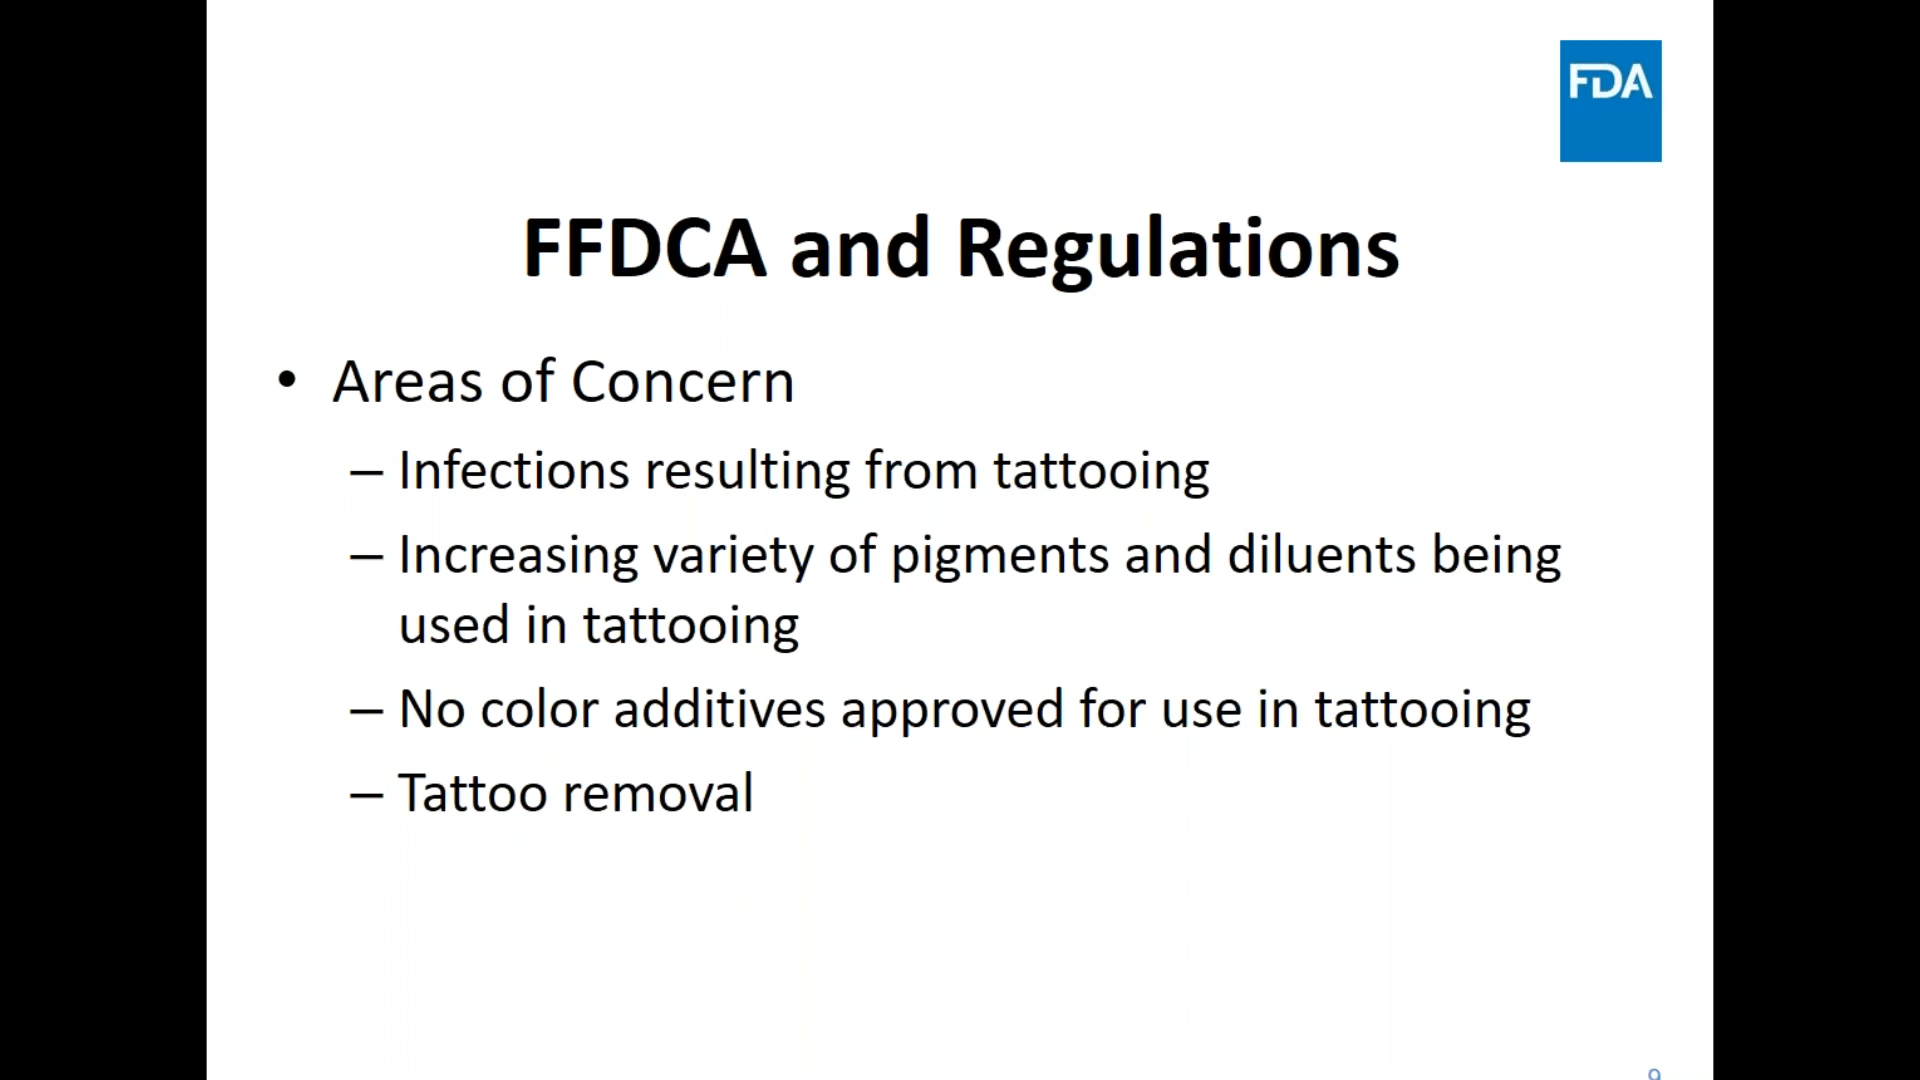 FDA
FFDCA and Regulations
• Areas of Concern
– Infections resulting from tattooing
– Increasing variety of pigments and diluents being
used in tattooing
– No color additives approved for use in tattooing
– Tattoo removal
9